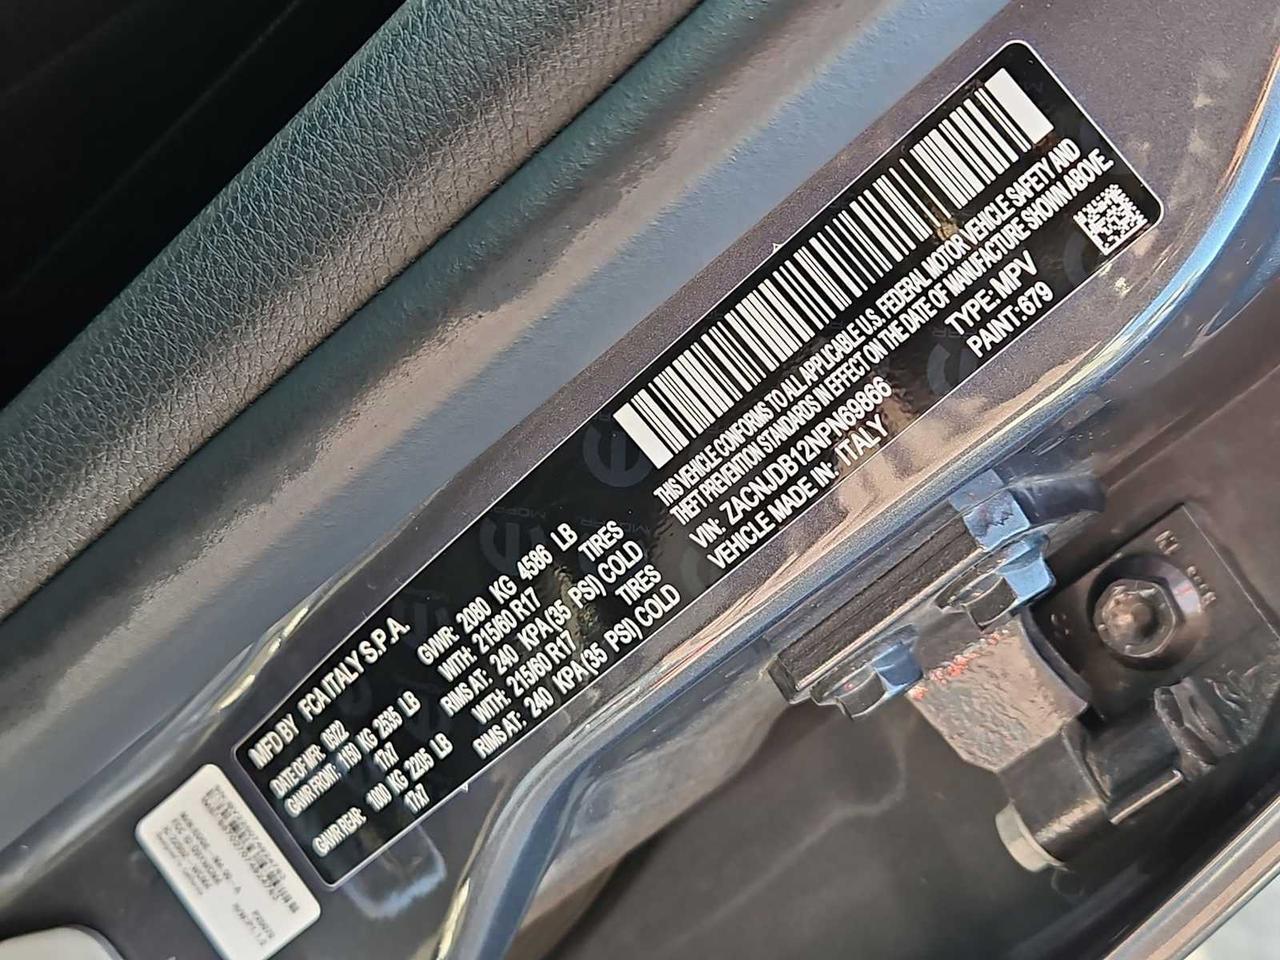 MFD BY FCA ITALY S.P.A.
DATE OF MFR: 0522 GVWR: 2080 KG 4586 LB
GAWR FRONT: 1150 KG 2535 LB WITH: 215/60 R17 TIRES
17x7 RIMS AT: 240 KPA (35 PSI) COLD
GAWR REAR: 1000 KG 2205 LB WITH: 215/60 R17 TIRES
17x7 RIMS AT: 240 KPA (35 PSI) COLD
THIS VEHICLE CONFORMS TO ALL APPLICABLE U.S. FEDERAL MOTOR VEHICLE SAFETY AND
THEFT PREVENTION STANDARDS IN EFFECT ON THE DATE OF MANUFACTURE SHOWN ABOVE
VIN: ZACNJDB12NPN69866 TYPE: MPV
VEHICLE MADE IN: ITALY PAINT: 679